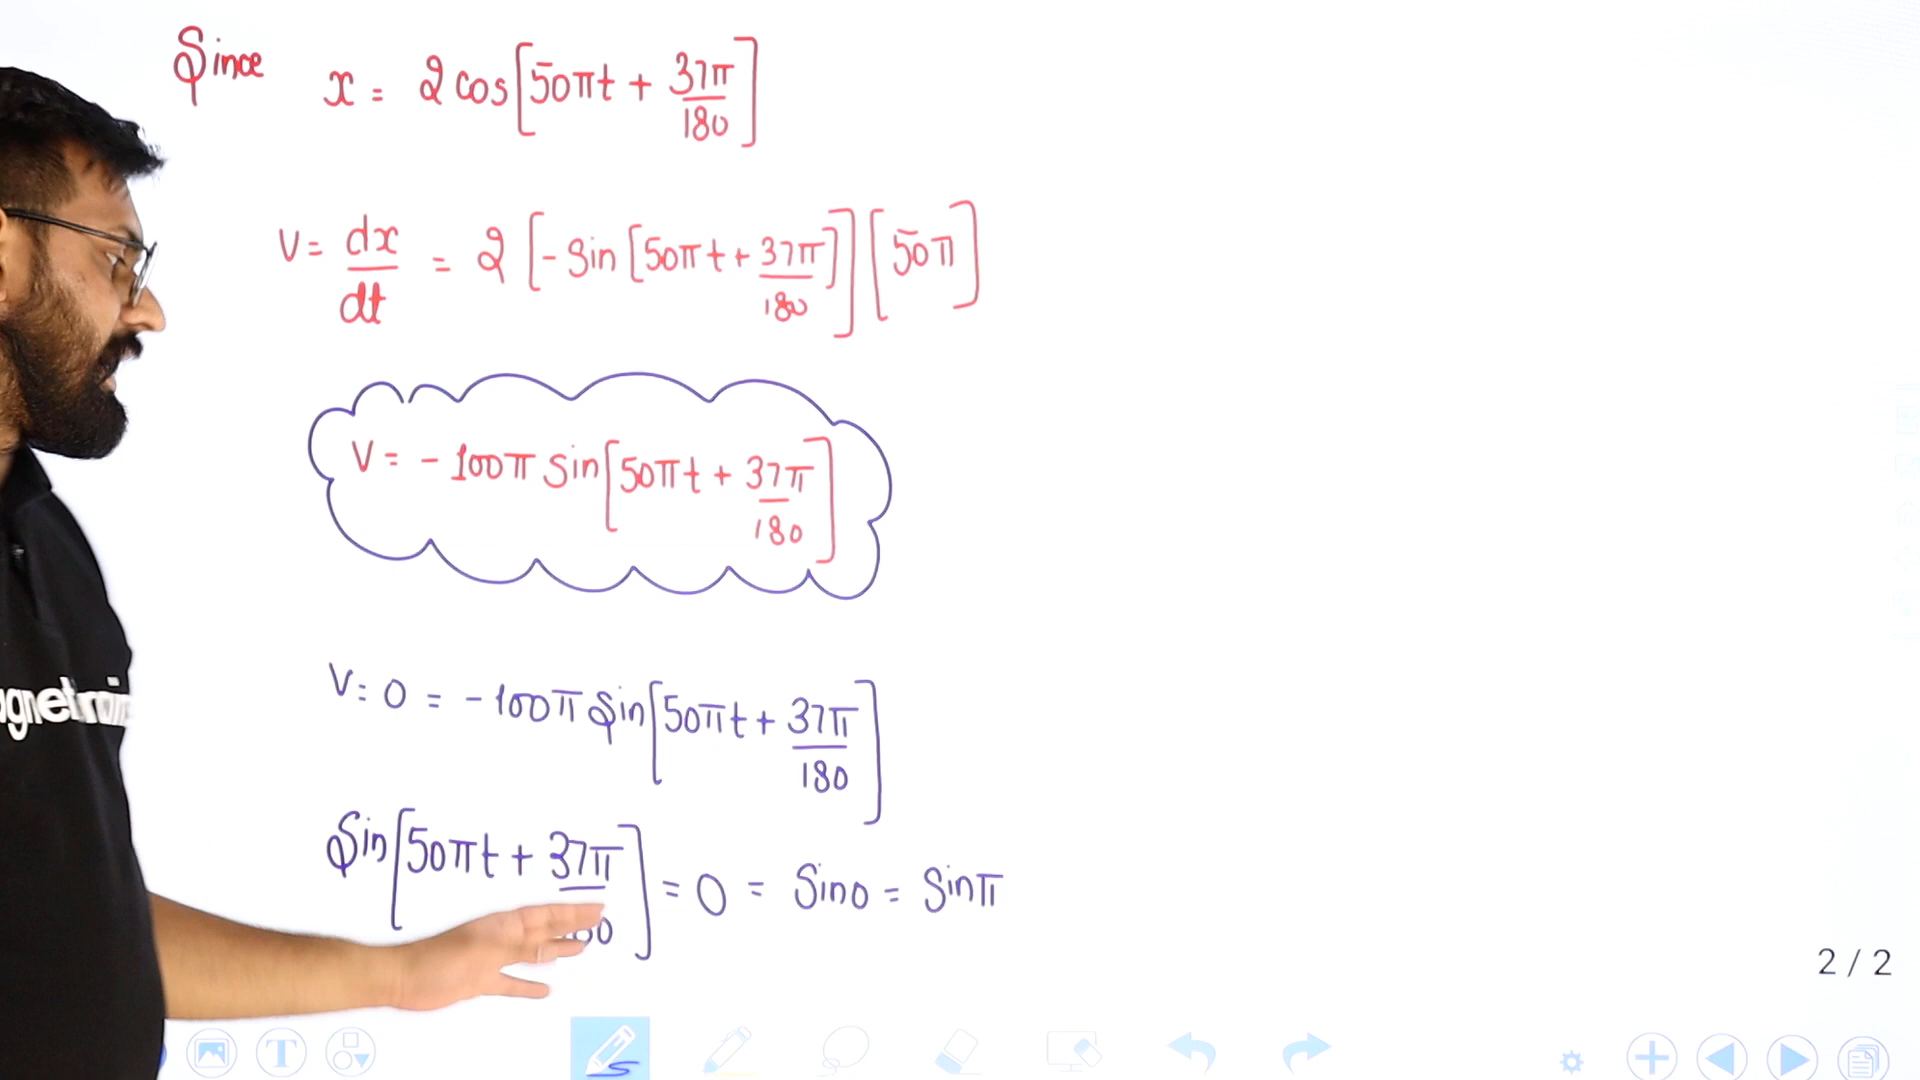 Since x = 2 cos[50πt + 37π/180]
v = dx/dt = 2 [- sin [50πt + 37π/180]] [50π]
v = - 100π sin[50πt + 37π/180]
v = 0 = - 100π sin[50πt + 37π/180]
sin[50πt + 37π/180] = 0 = sin0 = sinπ
2 / 2
T